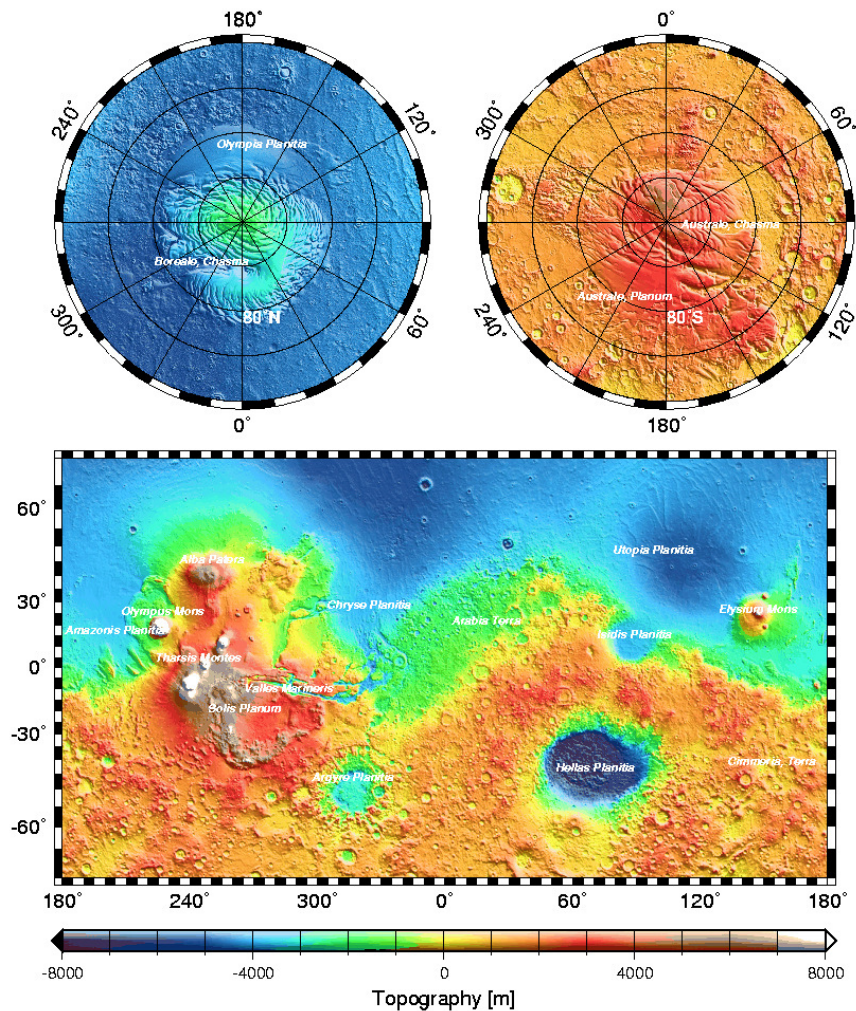 180°
0°
240°
120°
300°
60°
Olympia Planitia
Australe, Chasma
Boreale, Chasma
Australe, Planum
80°N
80°S
300°
60°
240°
120°
0°
180°
60°
Alba Patera
Utopia Planitia
30°
Olympus Mons
Chryse Planitia
Elysium Mons
Amazonis Planitia
Arabia Terra
Isidis Planitia
0°
Tharsis Montes
Valles Marineris
Solis Planum
-30°
Argyre Planitia
Hellas Planitia
Cimmeria, Terra
-60°
180° 240° 300° 0° 60° 120° 180°
-8000 -4000 0 4000 8000
Topography [m]